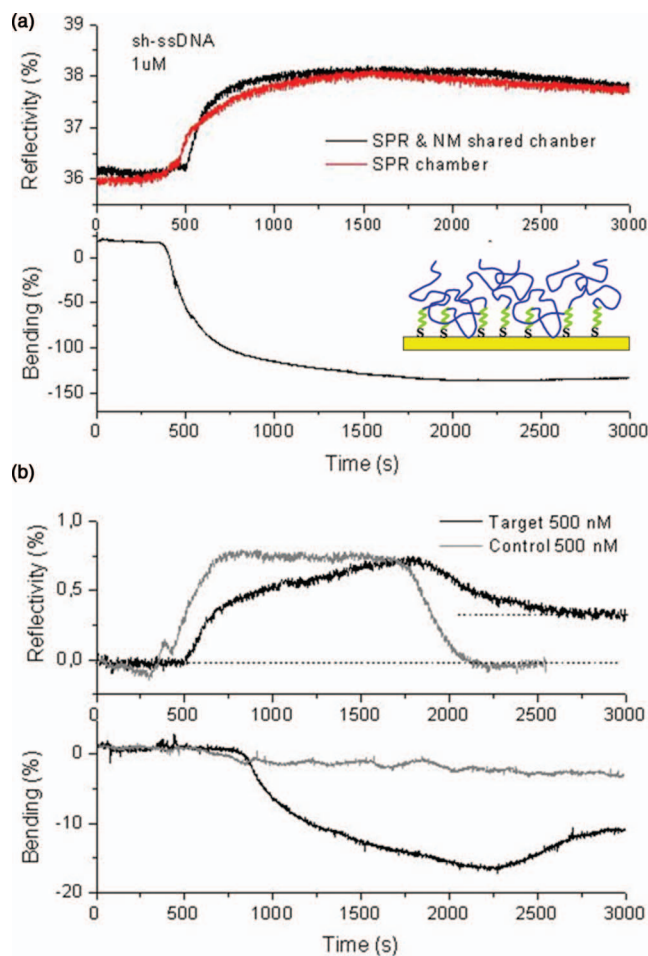 (a)
sh-ssDNA
1uM
Reflectivity (%)
39
38
37
36
SPR & NM shared chanber
SPR chamber
0 500 1000 1500 2000 2500 3000
Bending (%)
0
-50
-100
-150
S S S S S S S
0 500 1000 1500 2000 2500 3000
Time (s)
(b)
Reflectivity (%)
1,0
0.5
0,0
Target 500 nM
Control 500 nM
0 500 1000 1500 2000 2500 3000
Bending (%)
0
-10
-20
0 500 1000 1500 2000 2500 3000
Time (s)